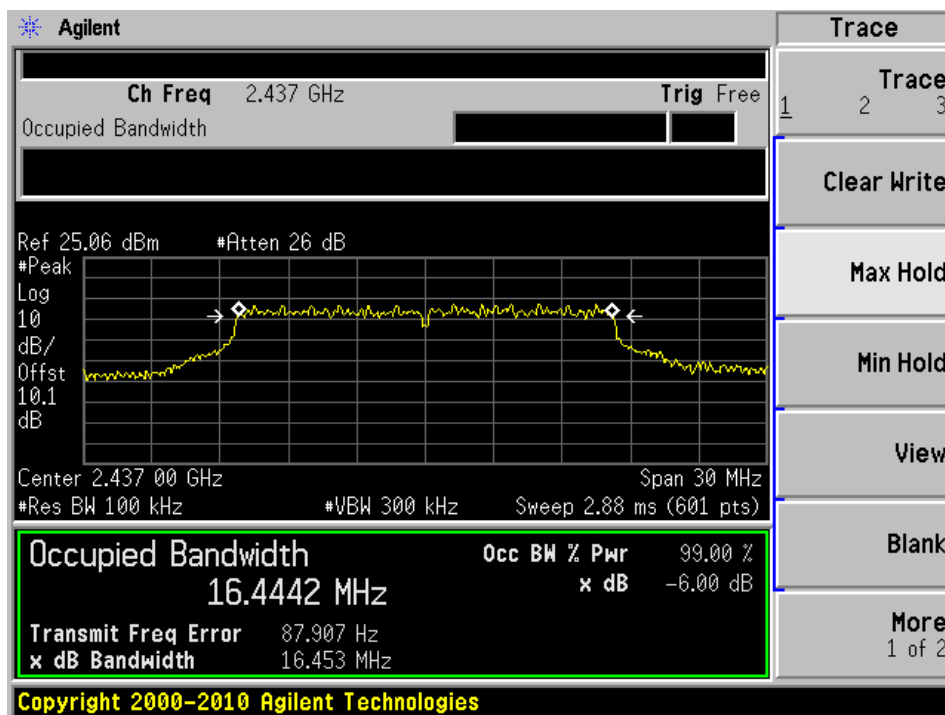 Agilent
Trace
Ch Freq 2.437 GHz Trig Free
Occupied Bandwidth
Trace
1 2 3
Clear Write
Max Hold
Min Hold
View
Blank
More
1 of 2
Ref 25.06 dBm #Atten 26 dB
#Peak
Log
10
dB/
Offst
10.1
dB
Center 2.437 00 GHz Span 30 MHz
#Res BW 100 kHz #VBW 300 kHz Sweep 2.88 ms (601 pts)
Occupied Bandwidth Occ BW % Pwr 99.00 %
16.4442 MHz x dB -6.00 dB
Transmit Freq Error 87.907 Hz
x dB Bandwidth 16.453 MHz
Copyright 2000-2010 Agilent Technologies